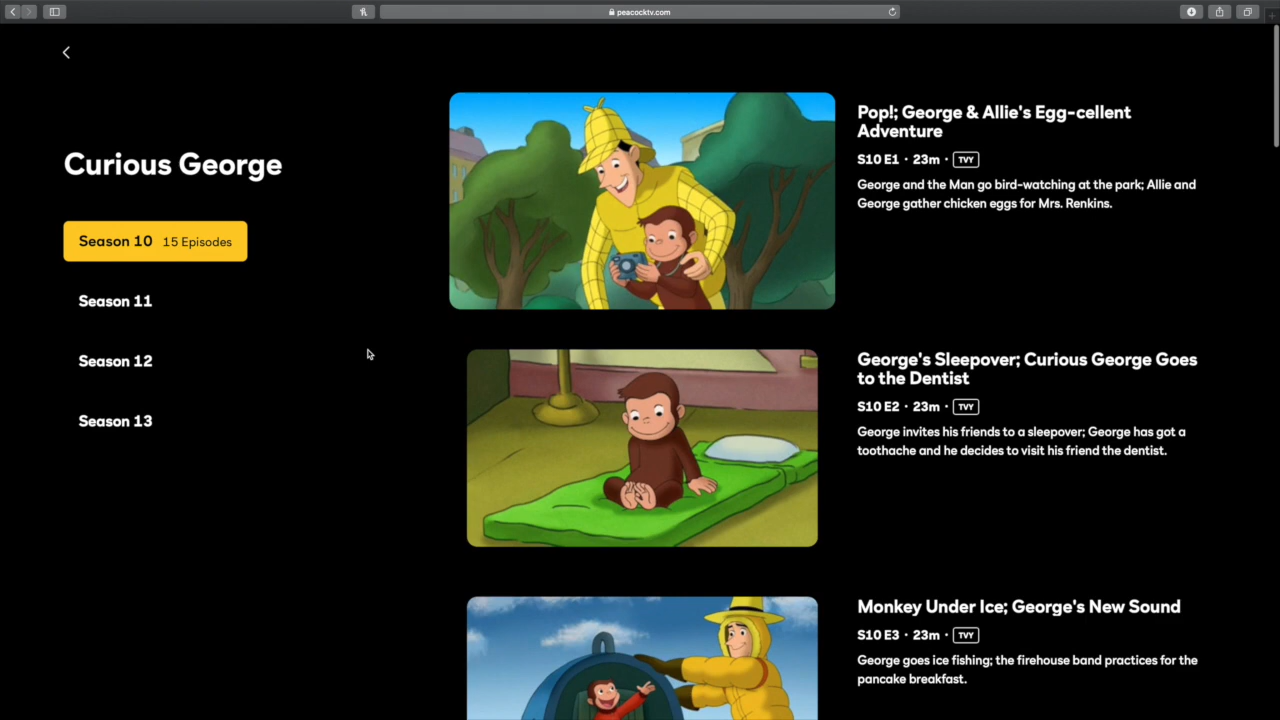 peacocktv.com
Curious George
Season 10 15 Episodes
Season 11
Season 12
Season 13
Pop!; George & Allie's Egg-cellent
Adventure
S10 E1 · 23m · TVY
George and the Man go bird-watching at the park; Allie and
George gather chicken eggs for Mrs. Renkins.
George's Sleepover; Curious George Goes
to the Dentist
S10 E2 · 23m · TVY
George invites his friends to a sleepover; George has got a
toothache and he decides to visit his friend the dentist.
Monkey Under Ice; George's New Sound
S10 E3 · 23m · TVY
George goes ice fishing; the firehouse band practices for the
pancake breakfast.